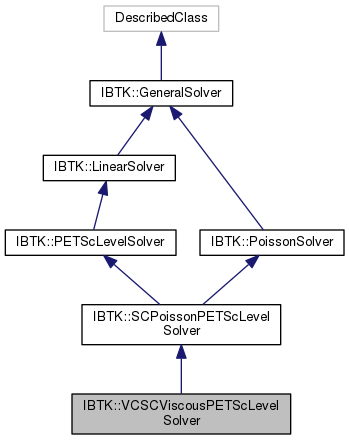 DescribedClass
IBTK::GeneralSolver
IBTK::LinearSolver
IBTK::PETScLevelSolver
IBTK::PoissonSolver
IBTK::SCPoissonPETScLevel
Solver
IBTK::VCSCViscousPETScLevel
Solver